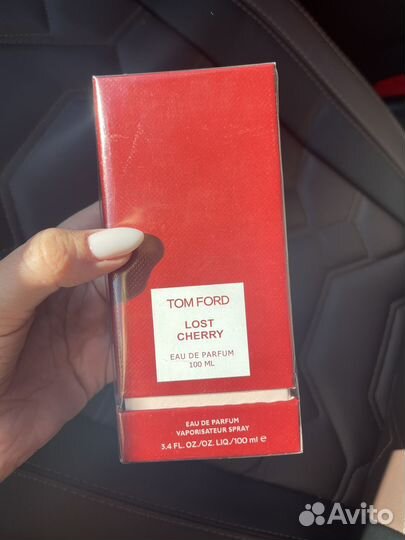 TOM FORD
LOST
CHERRY
EAU DE PARFUM
100 ML
EAU DE PARFUM
VAPORISATEUR SPRAY
3.4 FL. OZ./OZ. LIQ./100 ml e
Avito